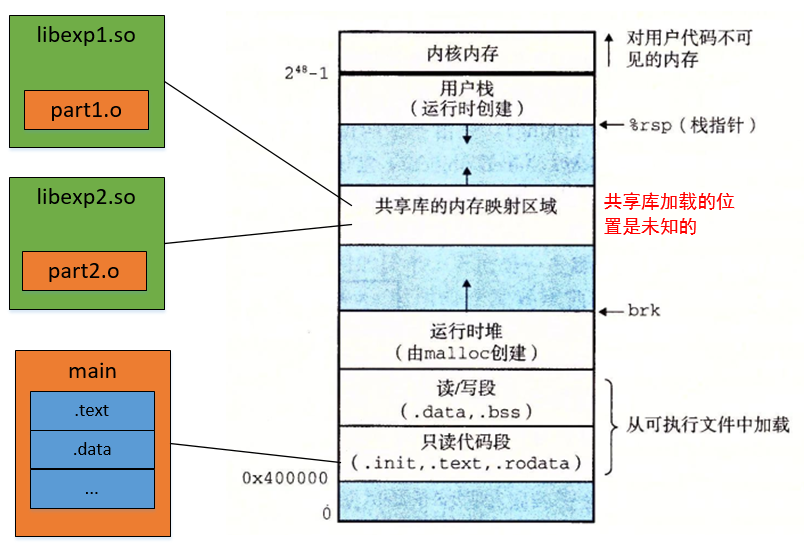 libexp1.so
part1.o
libexp2.so
part2.o
main
.text
.data
...
内核内存
2⁴⁸-1
用户栈
(运行时创建)
共享库的内存映射区域
运行时堆
(由malloc创建)
读/写段
(.data,.bss)
只读代码段
(.init,.text,.rodata)
0x400000
0
对用户代码不可
见的内存
%rsp(栈指针)
共享库加载的位
置是未知的
brk
从可执行文件中加载